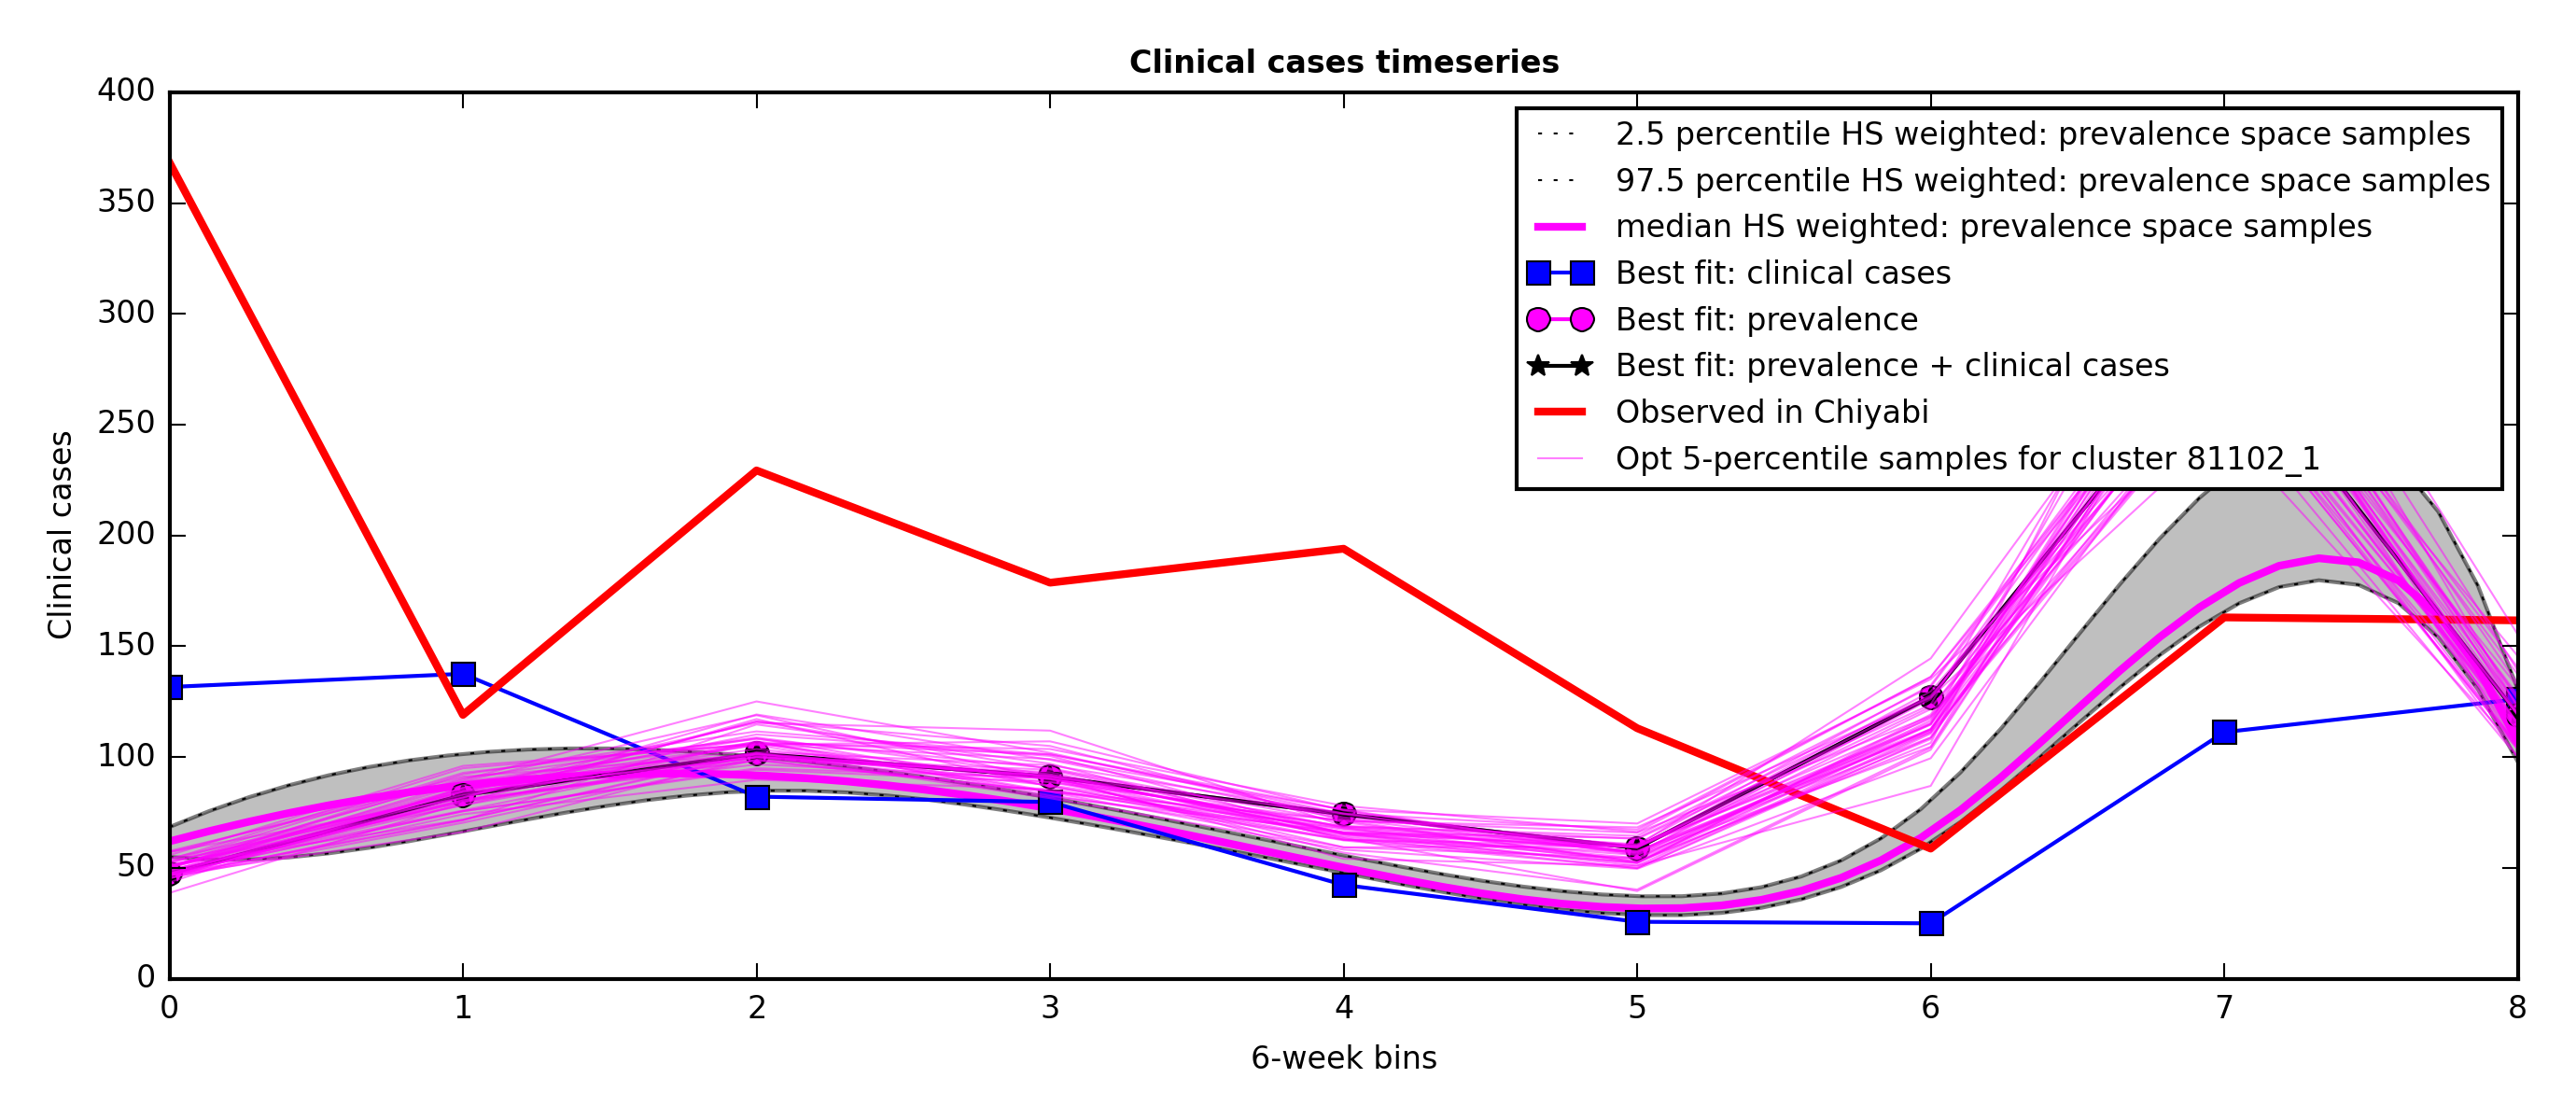 Clinical cases timeseries
400
350
300
250
200
150
100
50
0
Clinical cases
2.5 percentile HS weighted: prevalence space samples
97.5 percentile HS weighted: prevalence space samples
median HS weighted: prevalence space samples
Best fit: clinical cases
Best fit: prevalence
Best fit: prevalence + clinical cases
Observed in Chiyabi
Opt 5-percentile samples for cluster 81102_1
0 1 2 3 4 5 6 7 8
6-week bins